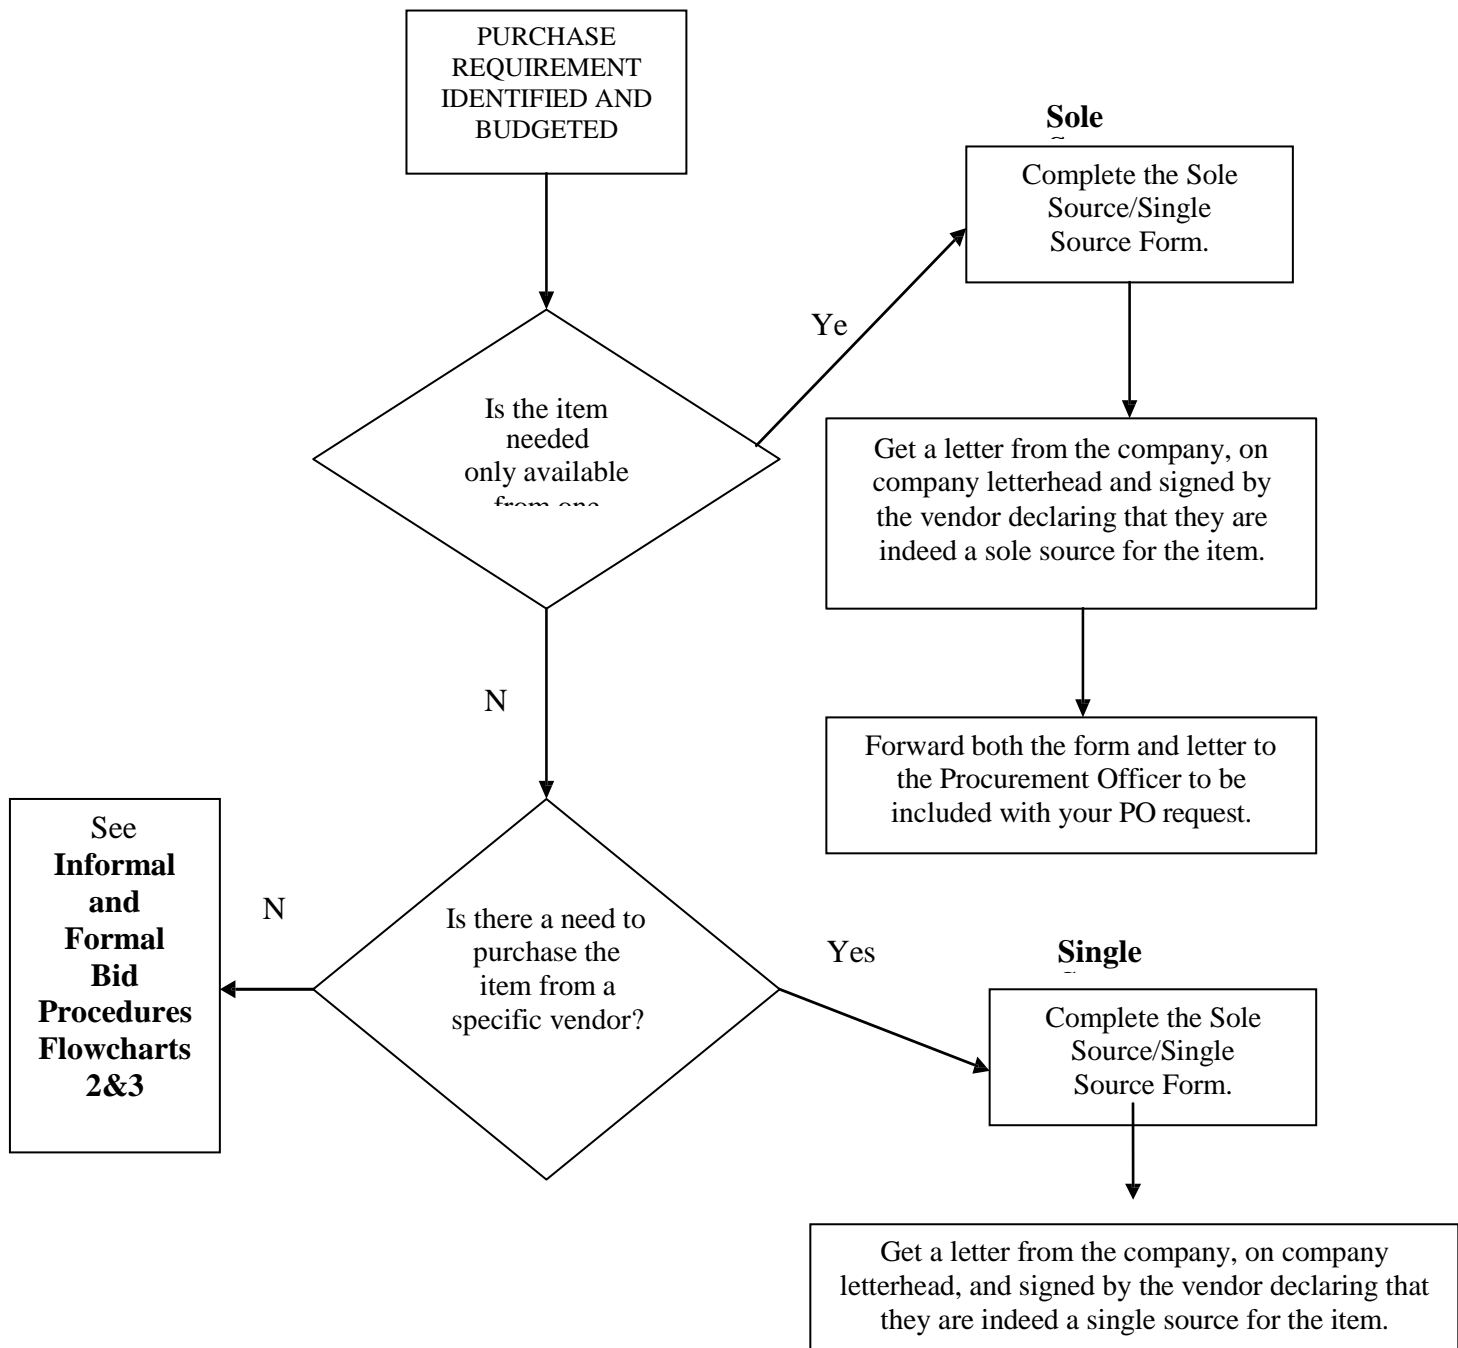 PURCHASE
REQUIREMENT
IDENTIFIED AND
BUDGETED
Sole
Complete the Sole
Source/Single
Source Form.
Ye
Is the item
needed
only available
from one
Get a letter from the company, on
company letterhead and signed by
the vendor declaring that they are
indeed a sole source for the item.
N
Forward both the form and letter to
the Procurement Officer to be
included with your PO request.
See
Informal
and
Formal
Bid
Procedures
Flowcharts
2&3
N
Is there a need to
purchase the
item from a
specific vendor?
Yes
Single
Complete the Sole
Source/Single
Source Form.
Get a letter from the company, on company
letterhead, and signed by the vendor declaring that
they are indeed a single source for the item.